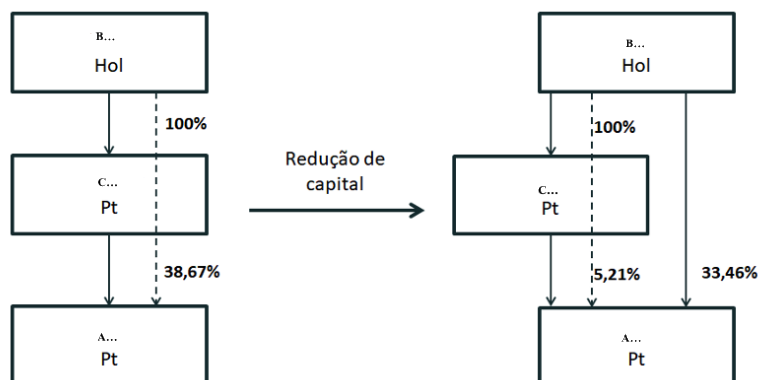 B...
Hol
100%
C...
Pt
38,67%
A...
Pt
Redução de
capital
B...
Hol
100%
C...
Pt
5,21%
33,46%
A...
Pt